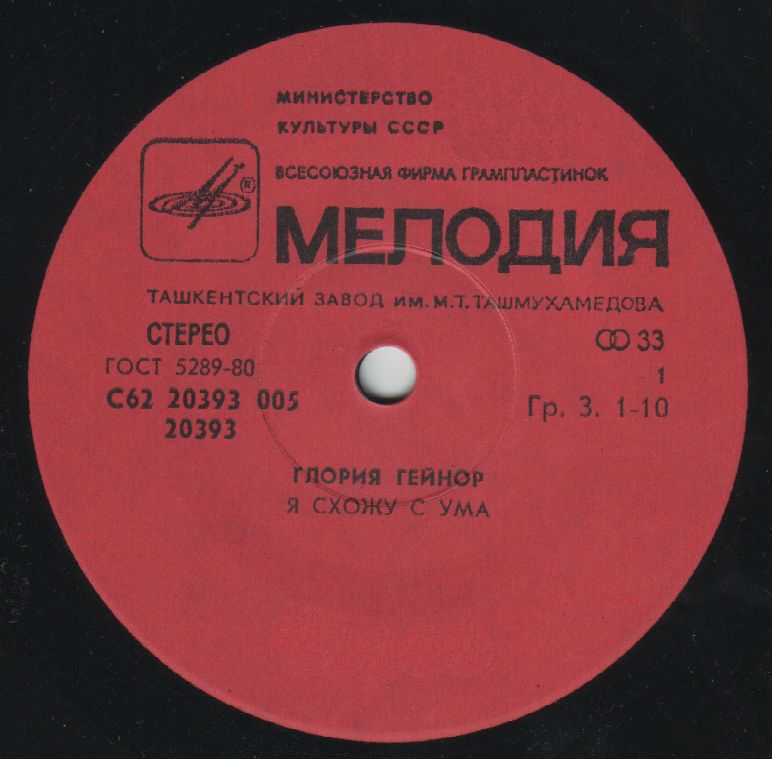 МИНИСТЕРСТВО
КУЛЬТУРЫ СССР
ВСЕСОЮЗНАЯ ФИРМА ГРАМПЛАСТИНОК
®
МЕЛОДИЯ
ТАШКЕНТСКИЙ ЗАВОД ИМ. М.Т. ТАШМУХАМЕДОВА
СТЕРЕО
33
ГОСТ 5289-80
1
С62 20393 005
Гр. 3. 1-10
20393
ГЛОРИЯ ГЕЙНОР
Я СХОЖУ С УМА